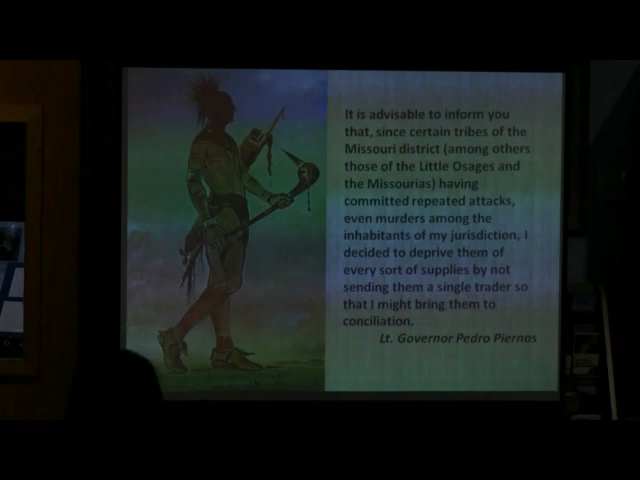 It is advisable to inform you
that, since certain tribes of the
Missouri district (among others
those of the Little Osages and
the Missourias) having
committed repeated attacks,
even murders among the
inhabitants of my jurisdiction, I
decided to deprive them of
every sort of supplies by not
sending them a single trader so
that I might bring them to
conciliation.
Lt. Governor Pedro Piernas